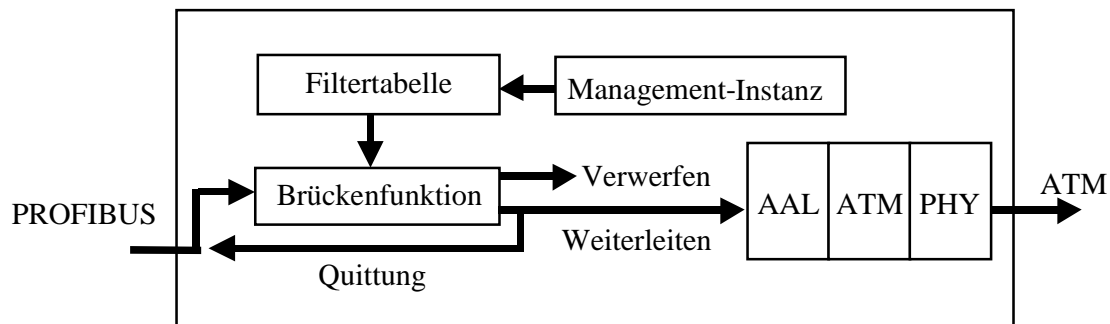 Filtertabelle
Management-Instanz
Brückenfunktion
Verwerfen
PROFIBUS
AAL
ATM
PHY
ATM
Weiterleiten
Quittung